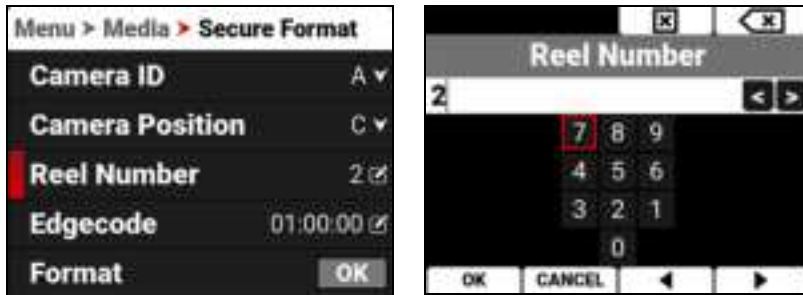 Menu > Media > Secure Format
Camera ID A
Camera Position C
Reel Number 2
Edgecode 01:00:00
Format OK
Reel Number
2 < >
7 8 9
4 5 6
3 2 1
0
OK CANCEL